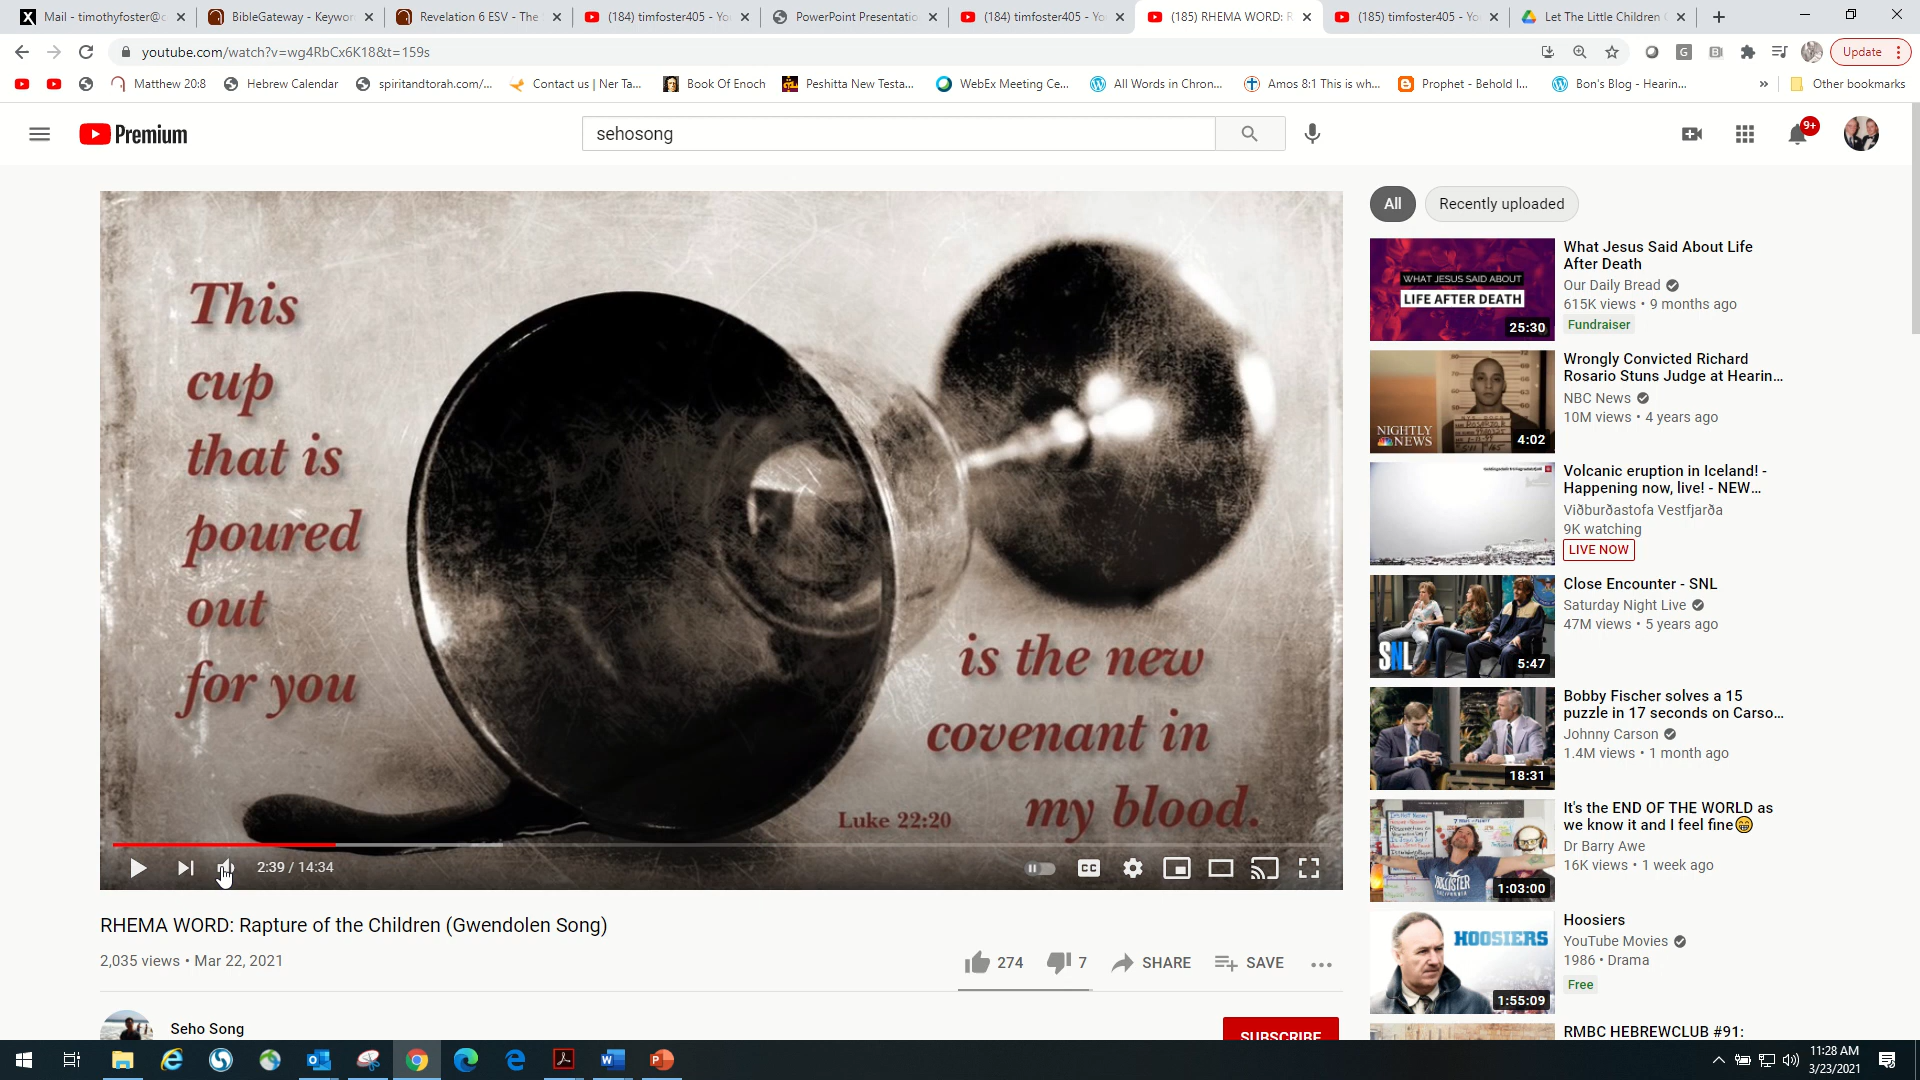 Mail - timothyfoster@c
BibleGateway - Keywor
Revelation 6 ESV - The
(184) timfoster405 - Yo
PowerPoint Presentatio
(184) timfoster405 - Yo
(185) RHEMA WORD: R
(185) timfoster405 - Yo
Let The Little Children
youtube.com/watch?v=wg4RbCx6K18&t=159s
Update
Matthew 20:8
Hebrew Calendar
spiritandtorah.com/...
Contact us | Ner Ta...
Book Of Enoch
Peshitta New Testa...
WebEx Meeting Ce...
All Words in Chron...
Amos 8:1 This is wh...
Prophet - Behold I...
Bon's Blog - Hearin...
»
Other bookmarks
Premium
sehosong
9+
This
cup
that is
poured
out
for you
is the new
covenant in
my blood.
Luke 22:20
2:39 / 14:34
CC
RHEMA WORD: Rapture of the Children (Gwendolen Song)
2,035 views • Mar 22, 2021
274
7
SHARE
SAVE
Seho Song
SUBSCRIBE
All
Recently uploaded
WHAT JESUS SAID ABOUT
LIFE AFTER DEATH
25:30
What Jesus Said About Life
After Death
Our Daily Bread
615K views • 9 months ago
Fundraiser
NIGHTLY
NEWS
4:02
Wrongly Convicted Richard
Rosario Stuns Judge at Hearin...
NBC News
10M views • 4 years ago
Volcanic eruption in Iceland! -
Happening now, live! - NEW...
Viðburðastofa Vestfjarða
9K watching
LIVE NOW
SNL
5:47
Close Encounter - SNL
Saturday Night Live
47M views • 5 years ago
18:31
Bobby Fischer solves a 15
puzzle in 17 seconds on Carso...
Johnny Carson
1.4M views • 1 month ago
HOLLISTER
1:03:00
It's the END OF THE WORLD as
we know it and I feel fine😁
Dr Barry Awe
16K views • 1 week ago
HOOSIERS
1:55:09
Hoosiers
YouTube Movies
1986 • Drama
Free
RMBC HEBREWCLUB #91:
11:28 AM
3/23/2021